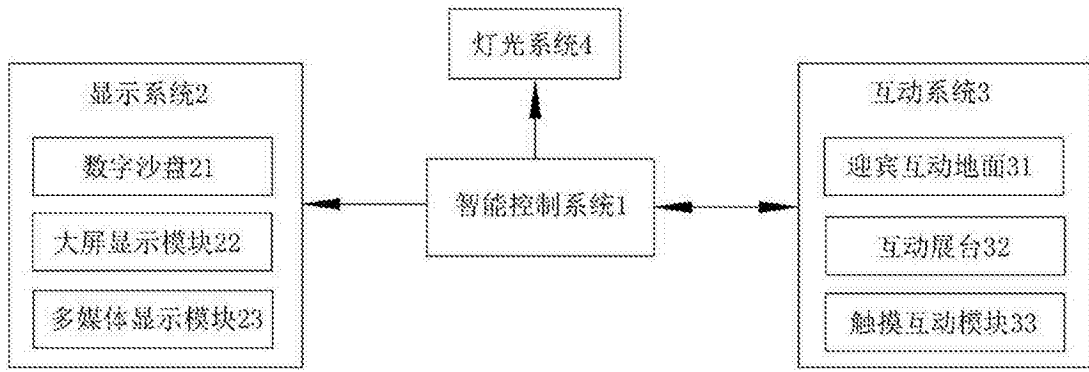 灯光系统4
显示系统2
数字沙盘21
大屏显示模块22
多媒体显示模块23
智能控制系统1
互动系统3
迎宾互动地面31
互动展台32
触摸互动模块33